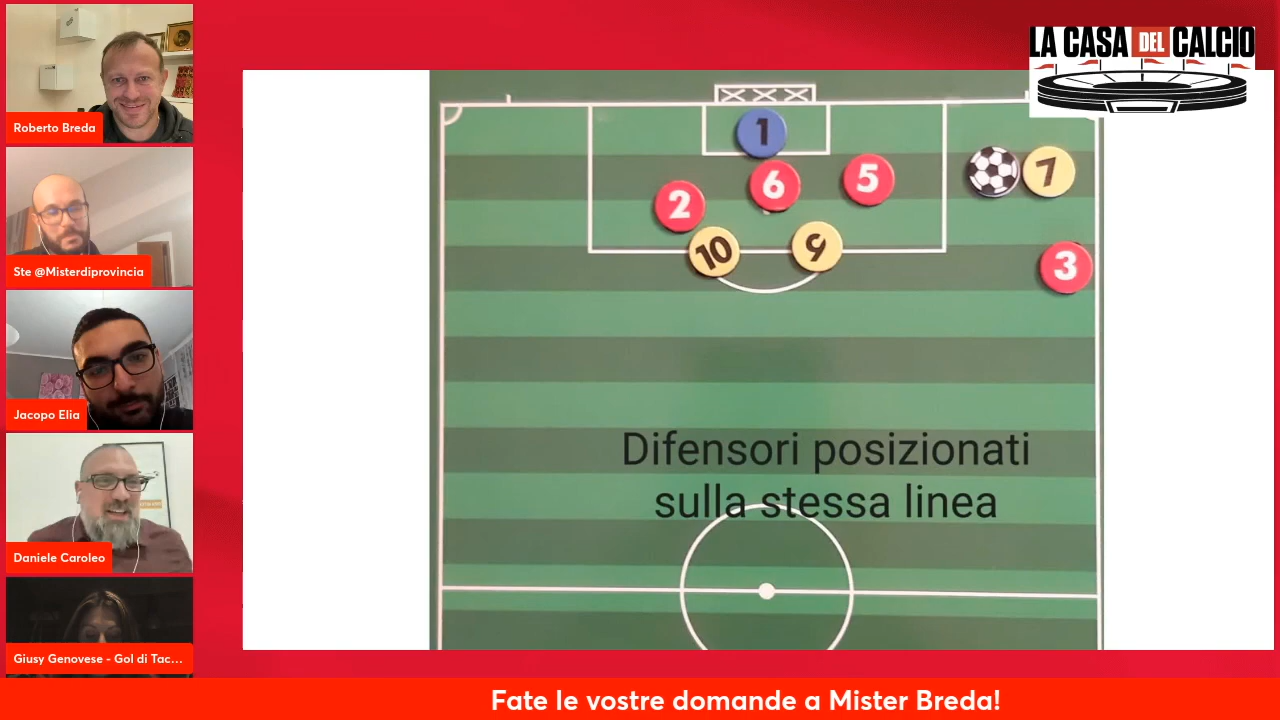 LA CASA DEL CALCIO
Roberto Breda
Ste @Misterdiprovincia
Jacopo Elia
Daniele Caroleo
Giusy Genovese - Gol di Tac...
1
2
6
5
7
10
9
3
Difensori posizionati
sulla stessa linea
Fate le vostre domande a Mister Breda!